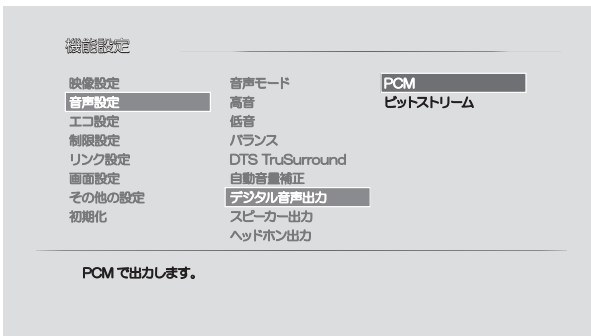 機能設定
映像設定
音声設定
エコ設定
制限設定
リンク設定
画面設定
その他の設定
初期化
音声モード
高音
低音
バランス
DTS TruSurround
自動音量補正
デジタル音声出力
スピーカー出力
ヘッドホン出力
PCM
ビットストリーム
PCM で出力します。